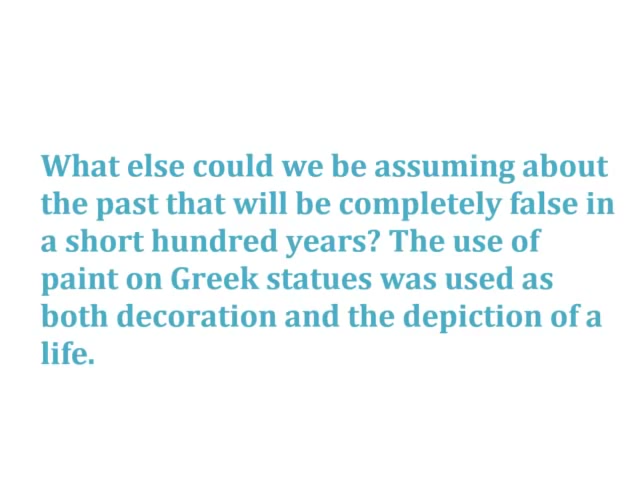 What else could we be assuming about
the past that will be completely false in
a short hundred years? The use of
paint on Greek statues was used as
both decoration and the depiction of a
life.